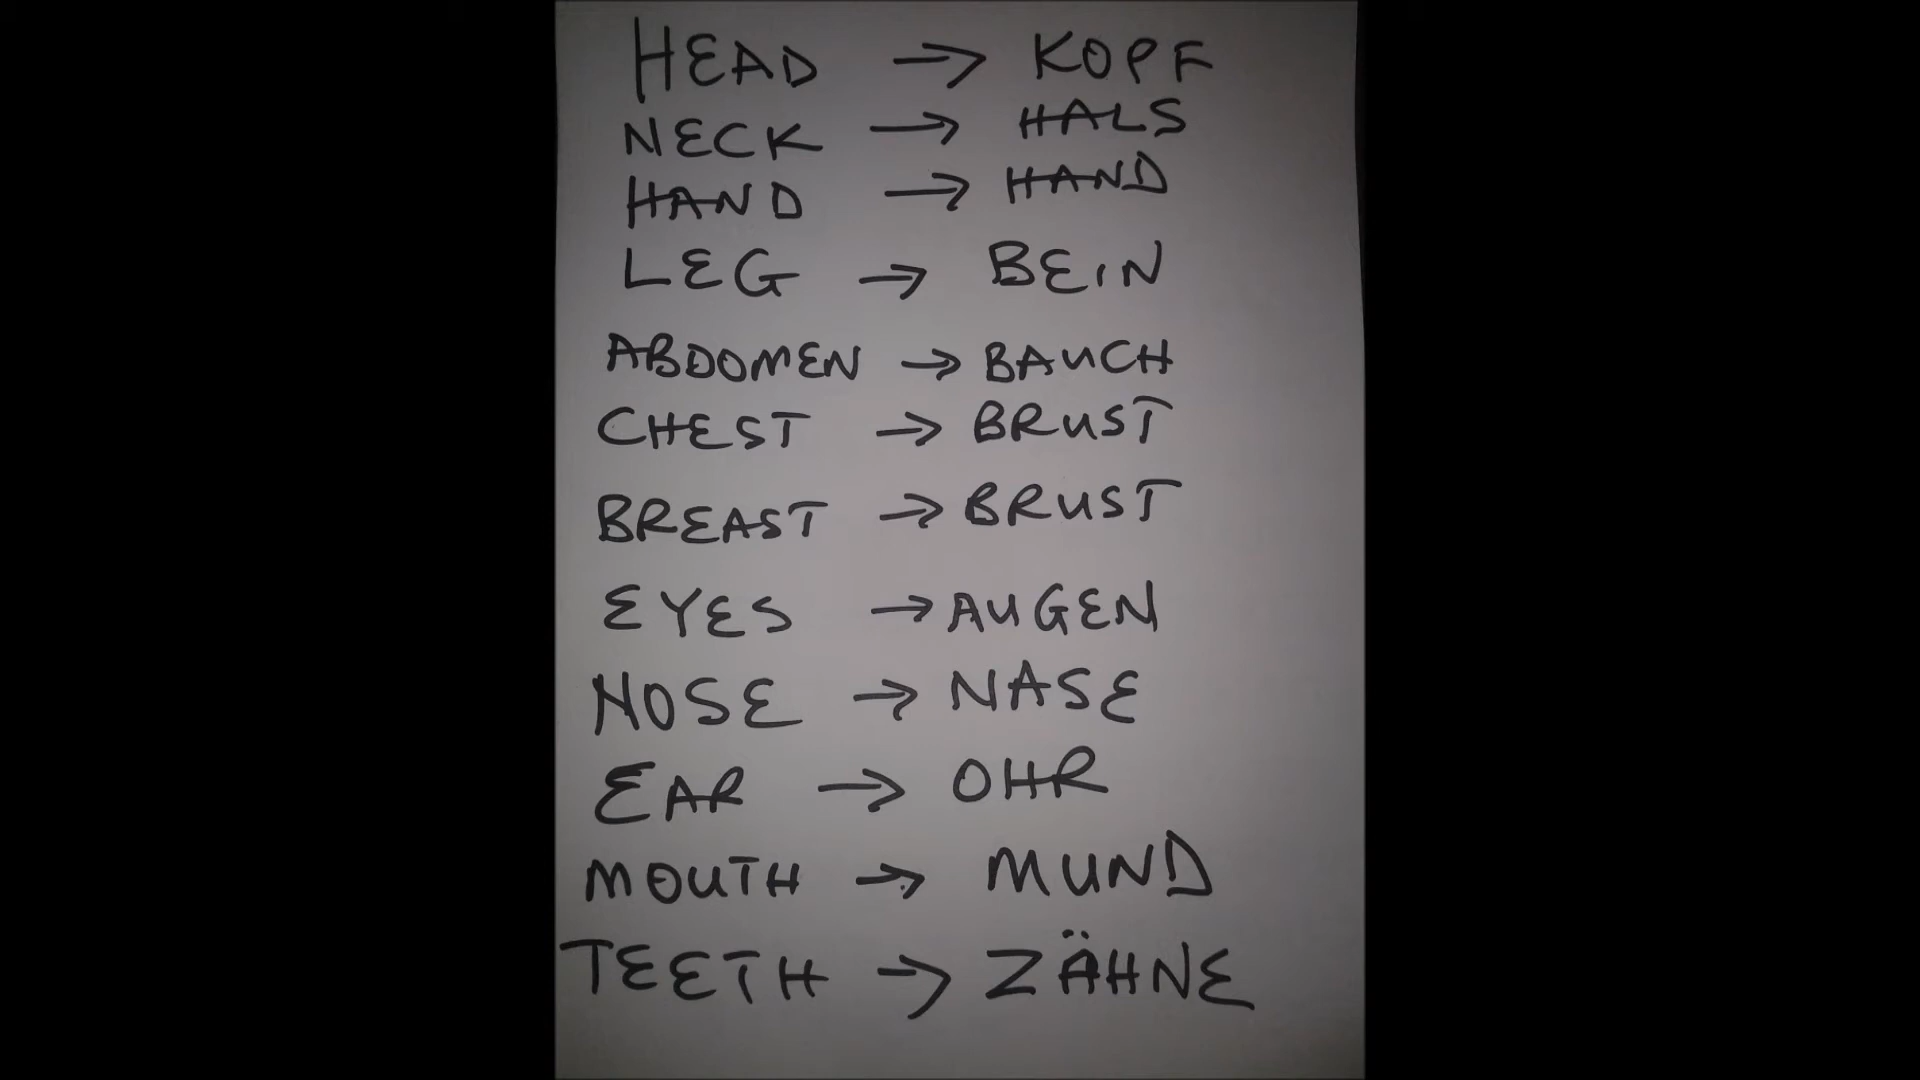 HEAD → KOPF
NECK → HALS
HAND → HAND
LEG → BEIN
ABDOMEN → BAUCH
CHEST → BRUST
BREAST → BRUST
EYES → AUGEN
NOSE → NASE
EAR → OHR
MOUTH → MUND
TEETH → ZÄHNE